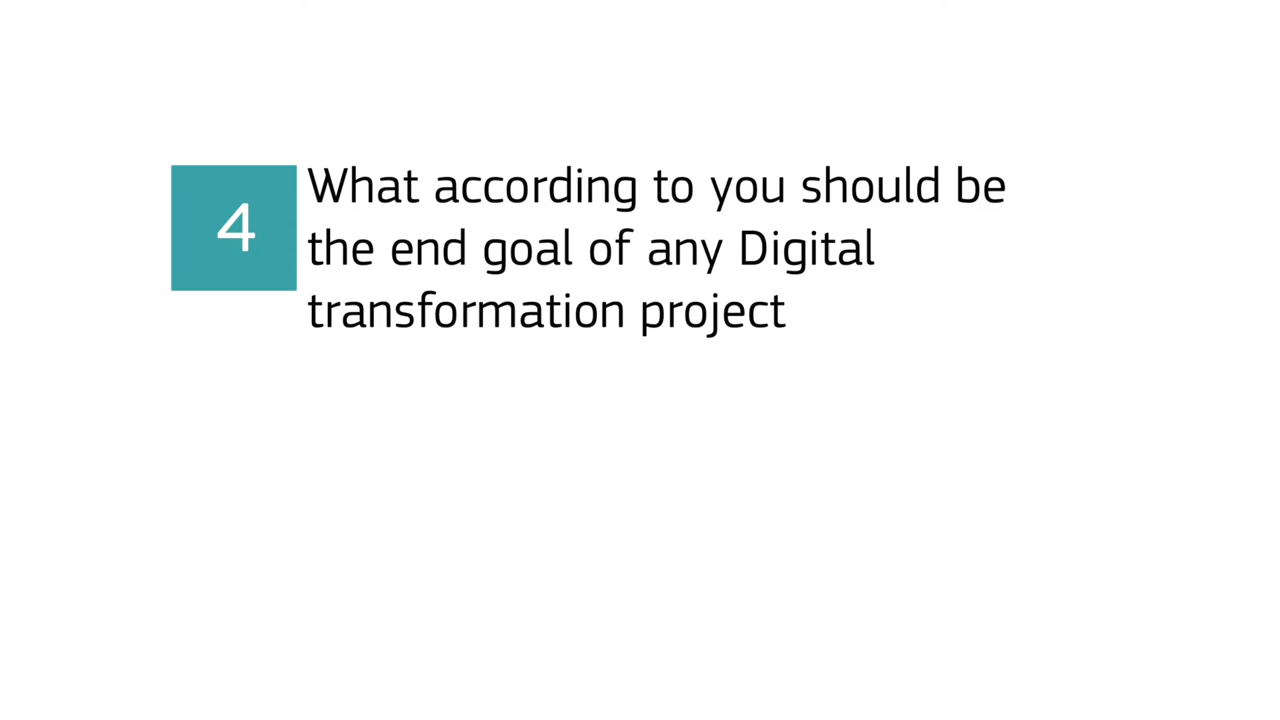 4
What according to you should be
the end goal of any Digital
transformation project